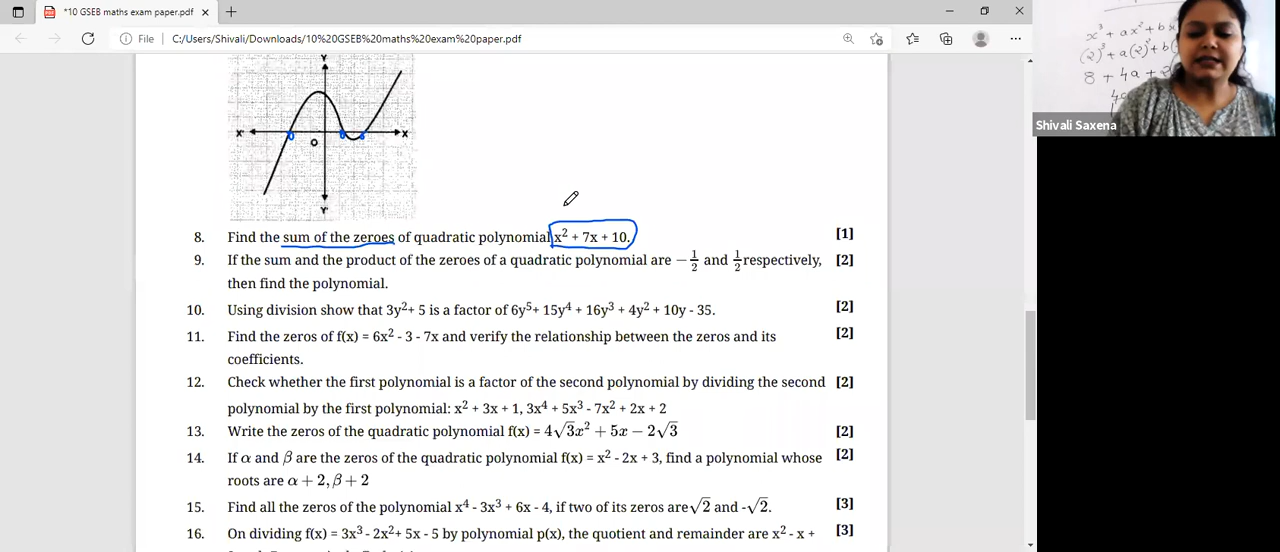 *10 GSEB maths exam paper.pdf
File | C:/Users/Shivali/Downloads/10%20GSEB%20maths%20exam%20paper.pdf
Y
X' O X
Y'
8. Find the sum of the zeroes of quadratic polynomial x² + 7x + 10. [1]
9. If the sum and the product of the zeroes of a quadratic polynomial are −1/2 and 1/2 respectively, [2]
then find the polynomial.
10. Using division show that 3y²+ 5 is a factor of 6y⁵+ 15y⁴ + 16y³ + 4y² + 10y - 35. [2]
11. Find the zeros of f(x) = 6x² - 3 - 7x and verify the relationship between the zeros and its [2]
coefficients.
12. Check whether the first polynomial is a factor of the second polynomial by dividing the second [2]
polynomial by the first polynomial: x² + 3x + 1, 3x⁴ + 5x³ - 7x² + 2x + 2
13. Write the zeros of the quadratic polynomial f(x) = 4√3x² + 5x − 2√3 [2]
14. If α and β are the zeros of the quadratic polynomial f(x) = x² - 2x + 3, find a polynomial whose [2]
roots are α + 2, β + 2
15. Find all the zeros of the polynomial x⁴ - 3x³ + 6x - 4, if two of its zeros are √2 and -√2. [3]
16. On dividing f(x) = 3x³ - 2x²+ 5x - 5 by polynomial p(x), the quotient and remainder are x² - x + [3]
x³ + ax² + b
(2)³ + a(2)² + b(
8 + 4a +
Shivali Saxena